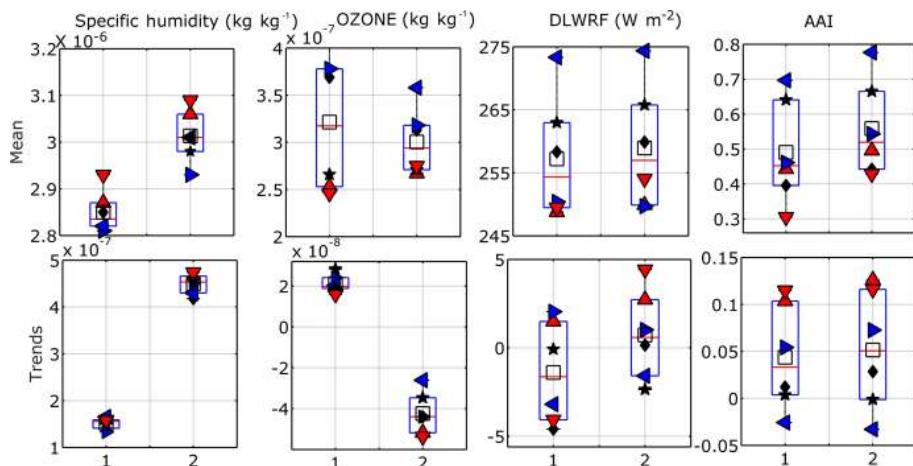 Specific humidity (kg kg⁻¹) OZONE (kg kg⁻¹) DLWRF (W m⁻²) AAI
x 10⁻⁶ x 10⁻⁷
3.2 4 275 0.8
0.7
3.1 3.5 265 0.6
Mean 3.0 3 0.5
255 0.4
2.9 2.5 0.3
2.8 2 245
x 10⁻⁷ x 10⁻⁸
5 5 0.15
2
4 0.10
0
Trends 3 0 0.05
-2
2 0
-4
1 -5 -0.05
1 2 1 2 1 2 1 2